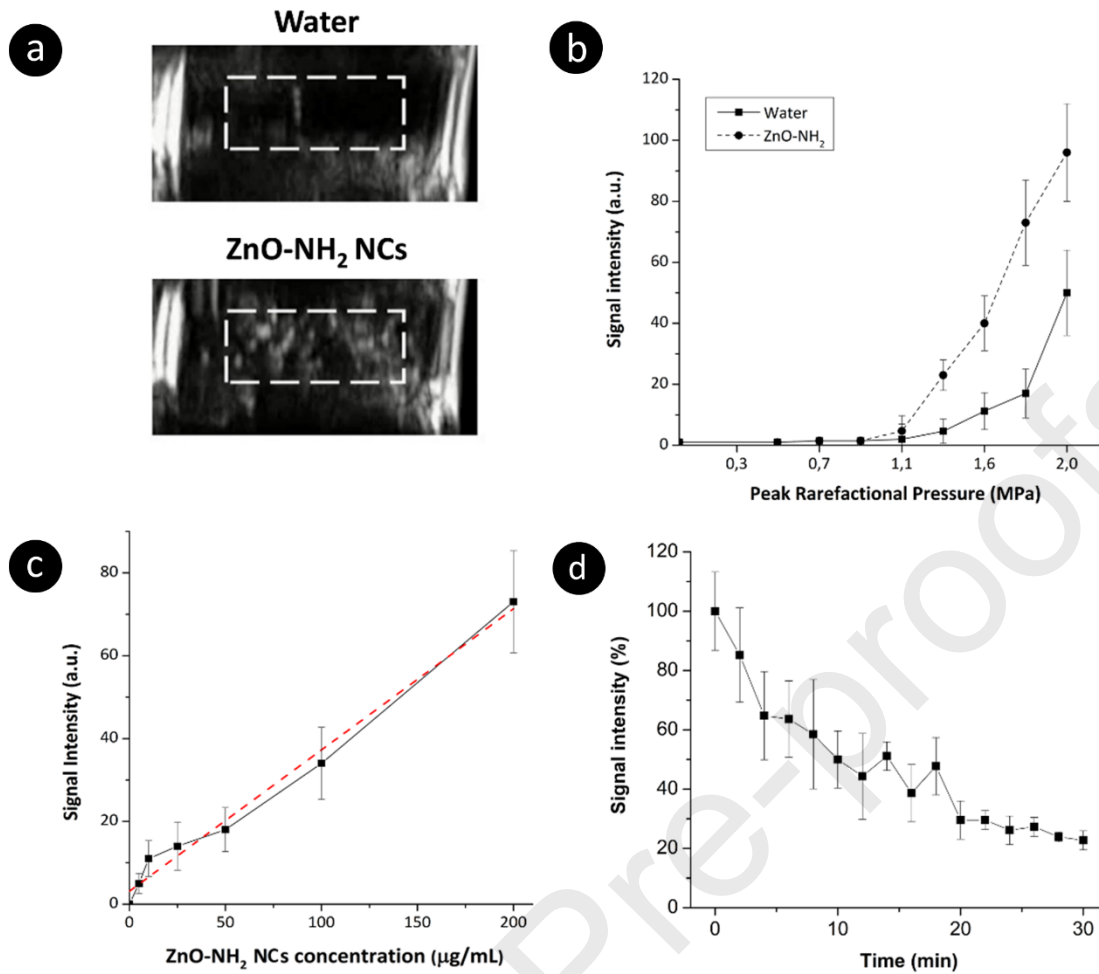 a
Water
ZnO-NH₂ NCs
b
Signal intensity (a.u.)
120
100
80
60
40
20
0
Water
ZnO-NH₂
0,3 0,7 1,1 1,6 2,0
Peak Rarefactional Pressure (MPa)
c
Signal Intensity (a.u.)
80
60
40
20
0
0 50 100 150 200
ZnO-NH₂ NCs concentration (μg/mL)
d
Signal intensity (%)
120
100
80
60
40
20
0
0 10 20 30
Time (min)
Pre-proofs